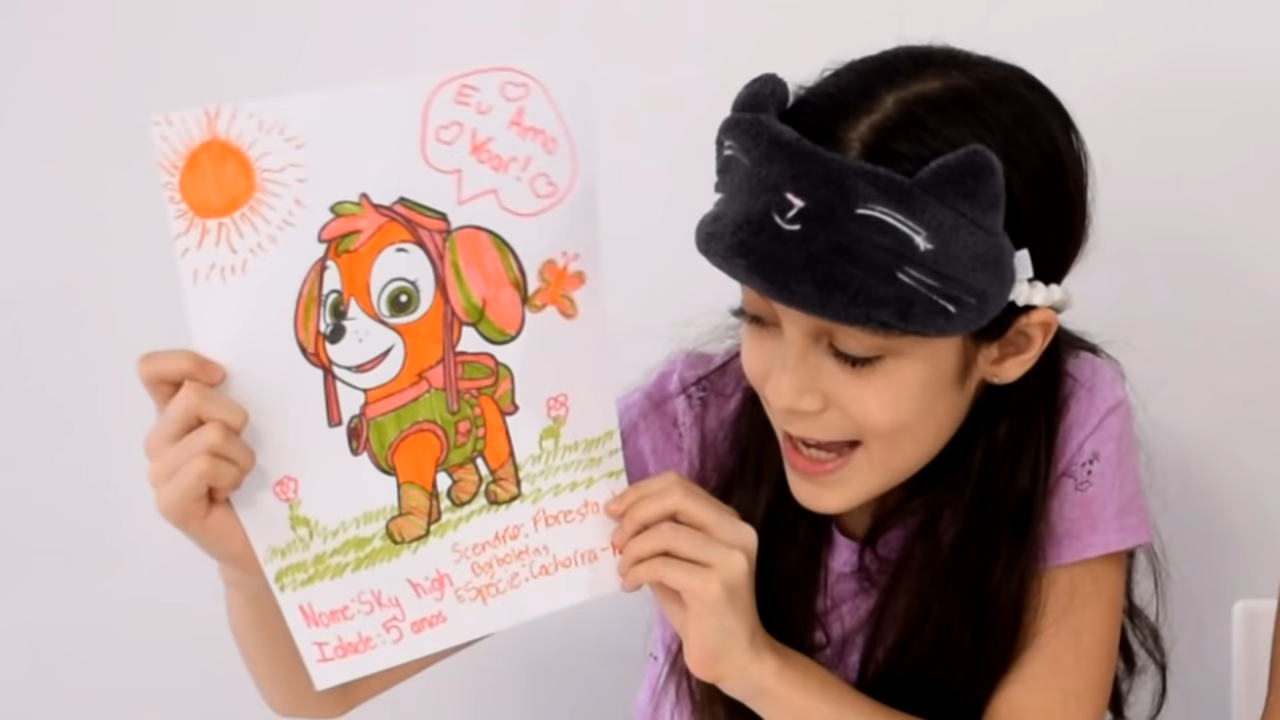 Eu
Amo
Voar!
Scenário: Floresta
Borboletas
Espécie: Cachorra-
Nome: Sky high
Idade: 5 anos